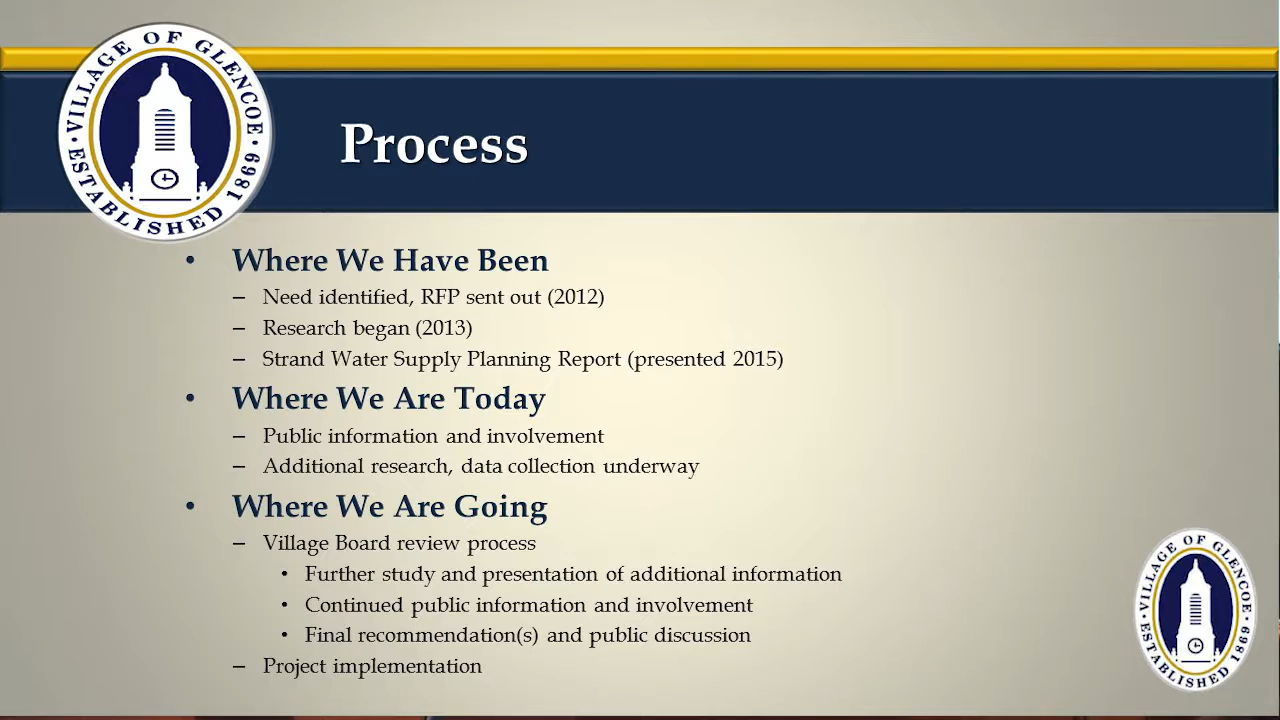 VILLAGE OF GLENCOE
ESTABLISHED 1869
Process
• Where We Have Been
– Need identified, RFP sent out (2012)
– Research began (2013)
– Strand Water Supply Planning Report (presented 2015)
• Where We Are Today
– Public information and involvement
– Additional research, data collection underway
• Where We Are Going
– Village Board review process
• Further study and presentation of additional information
• Continued public information and involvement
• Final recommendation(s) and public discussion
– Project implementation
VILLAGE OF GLENCOE
ESTABLISHED 1869